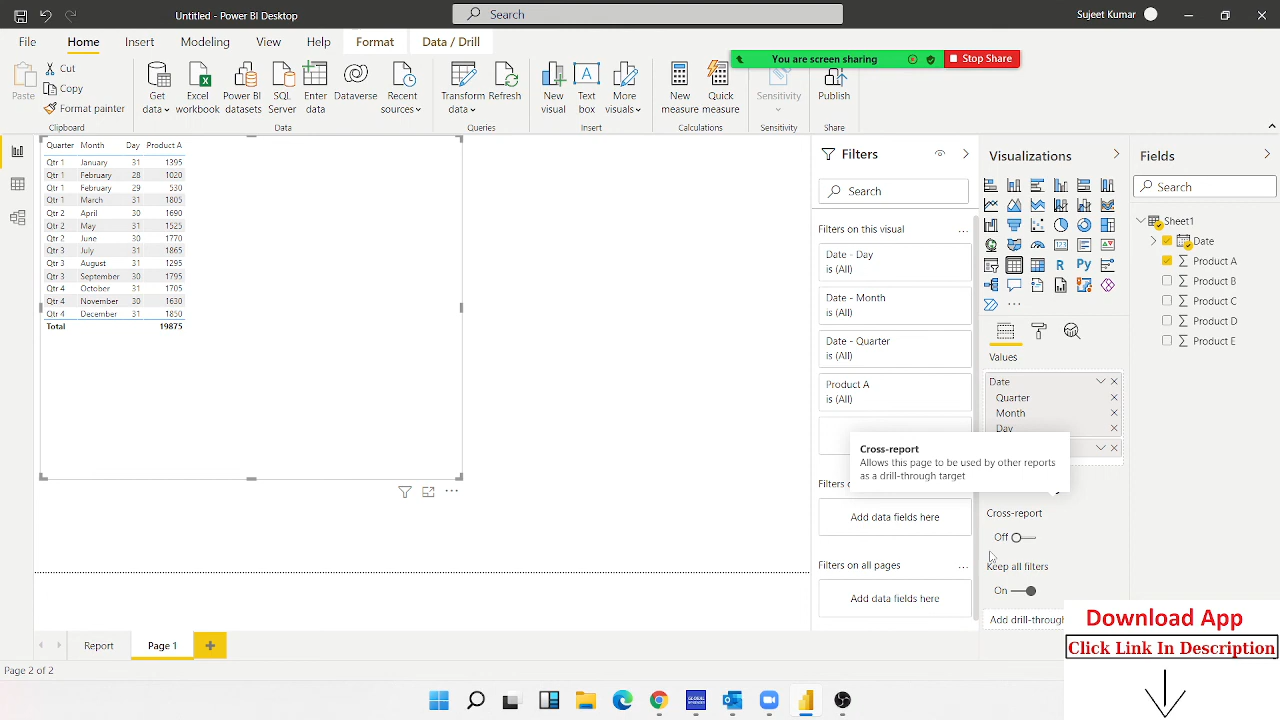 Untitled - Power BI Desktop
Search
Sujeet Kumar
File
Home
Insert
Modeling
View
Help
Format
Data / Drill
You are screen sharing
Stop Share
Paste
Cut
Copy
Format painter
Clipboard
Get data
Excel workbook
Power BI datasets
SQL Server
Enter data
Dataverse
Recent sources
Data
Transform data
Refresh
Queries
New visual
Text box
More visuals
Insert
New measure
Quick measure
Calculations
Sensitivity
Sensitivity
Publish
Share
Quarter Month Day Product A
Qtr 1 January 31 1395
Qtr 1 February 28 1020
Qtr 1 February 29 530
Qtr 1 March 31 1805
Qtr 2 April 30 1690
Qtr 2 May 31 1525
Qtr 2 June 30 1770
Qtr 3 July 31 1865
Qtr 3 August 31 1295
Qtr 3 September 30 1795
Qtr 4 October 31 1705
Qtr 4 November 30 1630
Qtr 4 December 31 1850
Total 19875
Filters
Search
Filters on this visual
Date - Day
is (All)
Date - Month
is (All)
Date - Quarter
is (All)
Product A
is (All)
Filters
Add data fields here
Filters on all pages
Add data fields here
Visualizations
R
Py
123
Values
Date
Quarter
Month
Day
Cross-report
Allows this page to be used by other reports
as a drill-through target
Cross-report
Off
Keep all filters
On
Add drill-through
Fields
Search
Sheet1
Date
Product A
Product B
Product C
Product D
Product E
Download App
Click Link In Description
Report
Page 1
Page 2 of 2